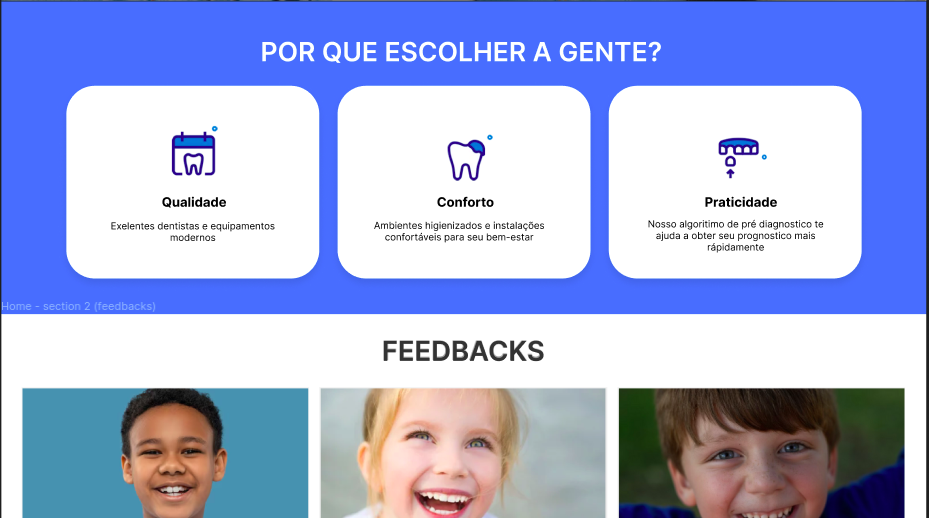 POR QUE ESCOLHER A GENTE?
Qualidade
Exelentes dentistas e equipamentos
modernos
Conforto
Ambientes higienizados e instalações
confortáveis para seu bem-estar
Praticidade
Nosso algoritimo de pré diagnostico te
ajuda a obter seu prognostico mais
rápidamente
Home - section 2 (feedbacks)
FEEDBACKS